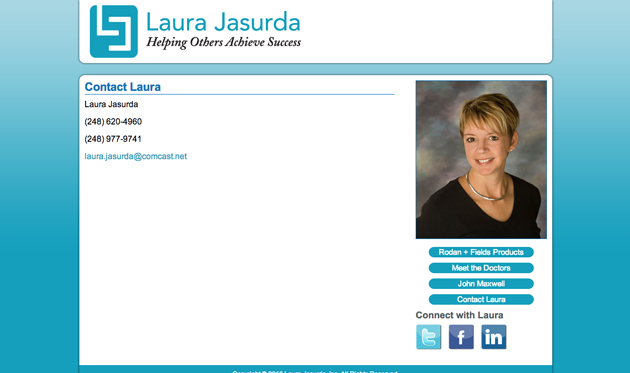 Laura Jasurda
Helping Others Achieve Success
Contact Laura
Laura Jasurda
(248) 620-4960
(248) 977-9741
laura.jasurda@comcast.net
Rodan + Fields Products
Meet the Doctors
John Maxwell
Contact Laura
Connect with Laura